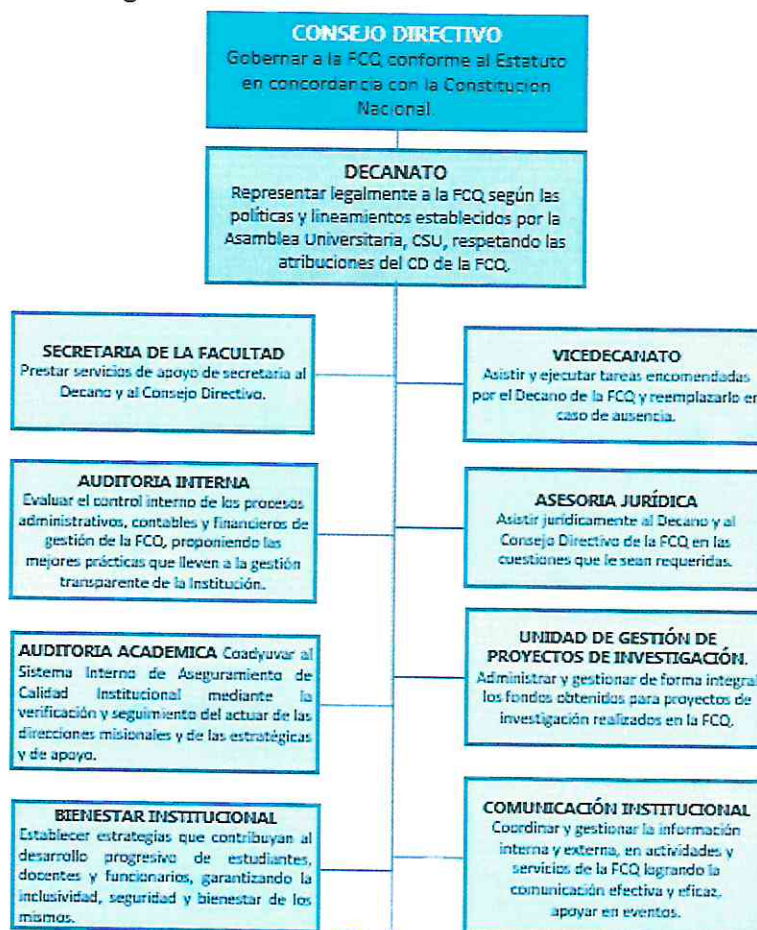 CONSEJO DIRECTIVO
Gobernar a la FCQ conforme al Estatuto
en concordancia con la Constitucion
Nacional
DECANATO
Representar legalmente a la FCQ según las
políticas y lineamientos establecidos por la
Asamblea Universitaria, CSU, respetando las
atribuciones del CD de la FCQ.
SECRETARIA DE LA FACULTAD
Prestar servicios de apoyo de secretaria al
Decano y al Consejo Directivo.
VICEDECANATO
Asistir y ejecutar tareas encomendadas
por el Decano de la FCQ y reemplazarlo en
caso de ausencia.
AUDITORIA INTERNA
Evaluar el control interno de los procesos
administrativos, contables y financieros de
gestión de la FCQ, proponiendo las
mejores prácticas que lleven a la gestión
transparente de la Institución.
ASESORIA JURÍDICA
Asistir jurídicamente al Decano y al
Consejo Directivo de la FCQ en las
cuestiones que le sean requeridas.
AUDITORIA ACADEMICA Coadyuvar al
Sistema Interno de Aseguramiento de
Calidad Institucional mediante la
verificación y seguimiento del actuar de las
direcciones misionales y de las estratégicas
y de apoyo.
UNIDAD DE GESTIÓN DE
PROYECTOS DE INVESTIGACIÓN.
Administrar y gestionar de forma integral
los fondos obtenidos para proyectos de
investigación realizados en la FCQ.
BIENESTAR INSTITUCIONAL
Establecer estrategias que contribuyan al
desarrollo progresivo de estudiantes,
docentes y funcionarios, garantizando la
inclusividad, seguridad y bienestar de los
mismos.
COMUNICACIÓN INSTITUCIONAL
Coordinar y gestionar la información
interna y externa, en actividades y
servicios de la FCQ logrando la
comunicación efectiva y eficaz,
apoyar en eventos.